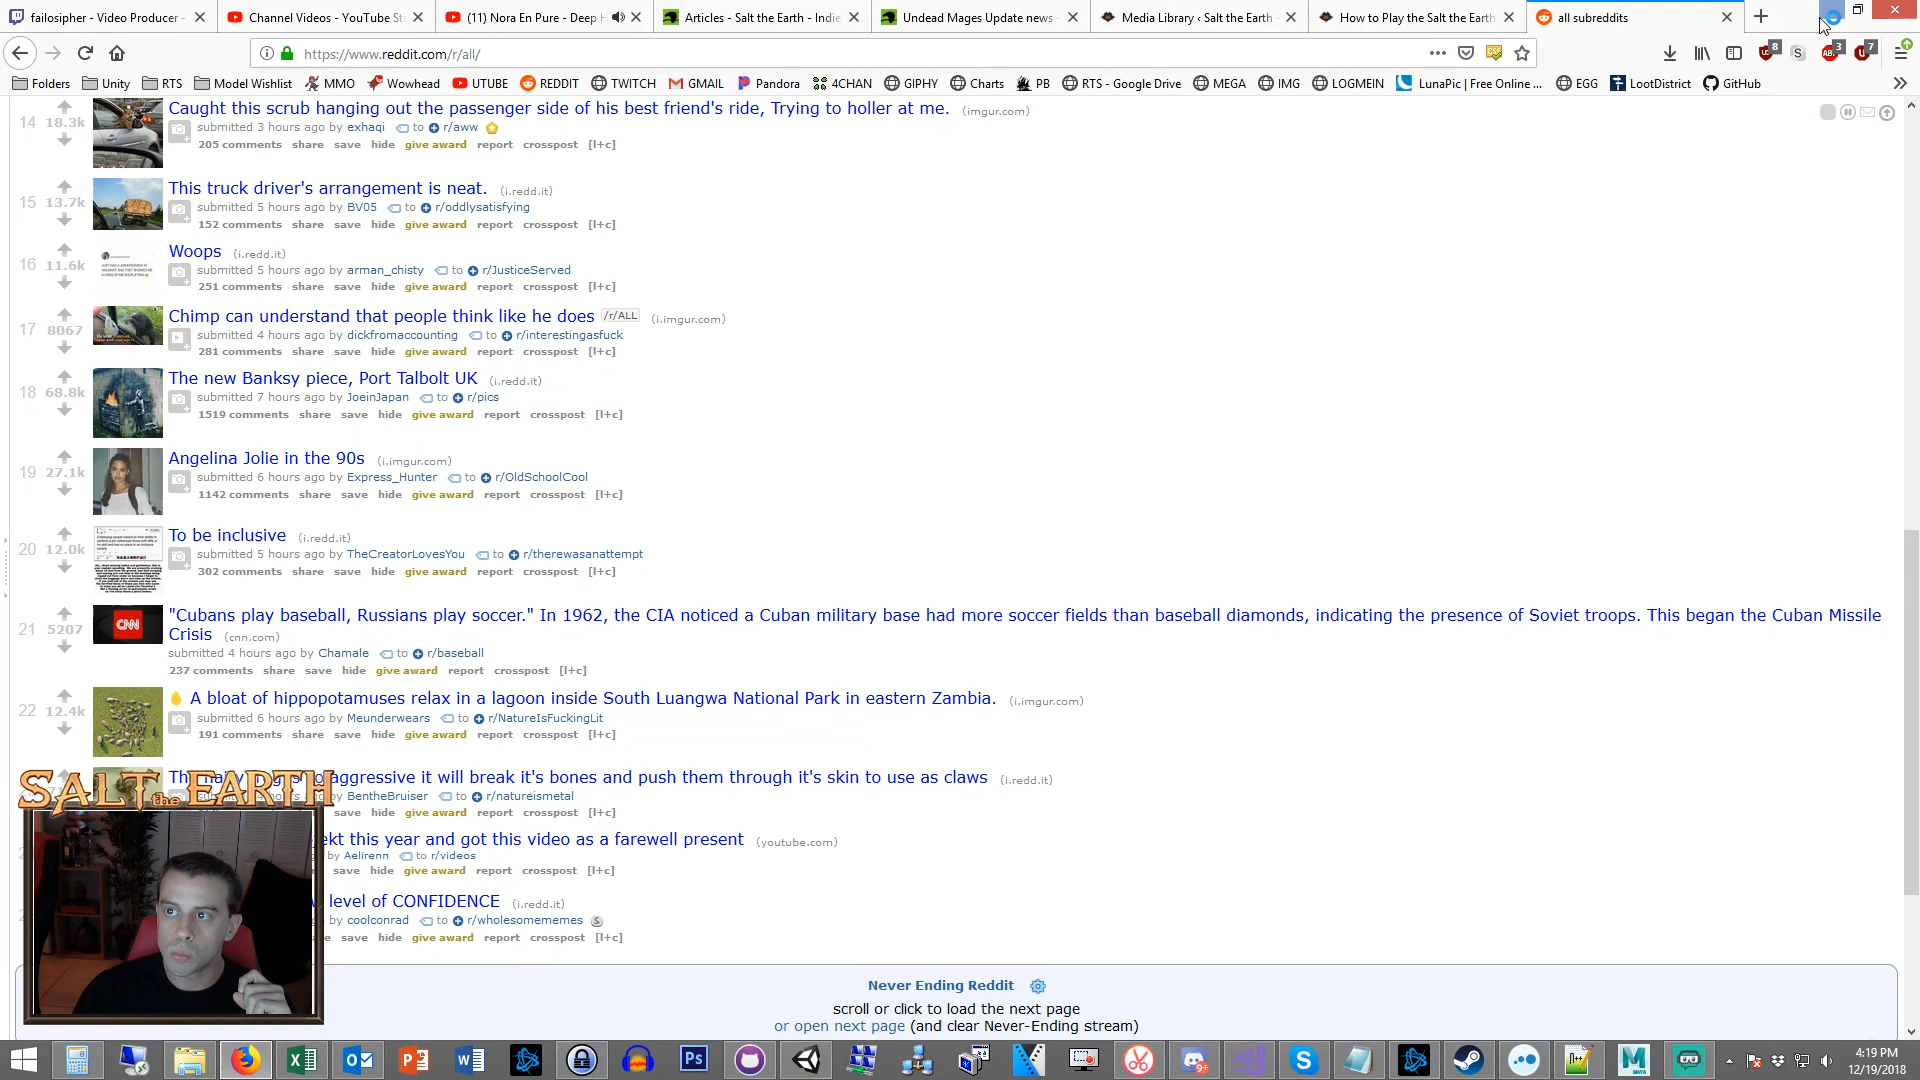 failosipher - Video Producer -
Channel Videos - YouTube St
(11) Nora En Pure - Deep H
Articles - Salt the Earth - Indie
Undead Mages Update news -
Media Library ‹ Salt the Earth -
How to Play the Salt the Earth
all subreddits
https://www.reddit.com/r/all/
8
3
7
Folders Unity RTS Model Wishlist MMO Wowhead UTUBE REDDIT TWITCH GMAIL Pandora 4CHAN GIPHY Charts PB RTS - Google Drive MEGA IMG LOGMEIN LunaPic | Free Online ... EGG LootDistrict GitHub
14 18.3k Caught this scrub hanging out the passenger side of his best friend's ride, Trying to holler at me. (imgur.com)
submitted 3 hours ago by exhaqi to r/aww
205 comments share save hide give award report crosspost [l+c]
15 13.7k This truck driver's arrangement is neat. (i.redd.it)
submitted 5 hours ago by BV05 to r/oddlysatisfying
152 comments share save hide give award report crosspost [l+c]
16 11.6k Woops (i.redd.it)
submitted 5 hours ago by arman_chisty to r/JusticeServed
251 comments share save hide give award report crosspost [l+c]
17 8067 Chimp can understand that people think like he does /r/ALL (i.imgur.com)
submitted 4 hours ago by dickfromaccounting to r/interestingasfuck
281 comments share save hide give award report crosspost [l+c]
18 68.8k The new Banksy piece, Port Talbolt UK (i.redd.it)
submitted 7 hours ago by JoeinJapan to r/pics
1519 comments share save hide give award report crosspost [l+c]
19 27.1k Angelina Jolie in the 90s (i.imgur.com)
submitted 6 hours ago by Express_Hunter to r/OldSchoolCool
1142 comments share save hide give award report crosspost [l+c]
20 12.0k To be inclusive (i.redd.it)
submitted 5 hours ago by TheCreatorLovesYou to r/therewasanattempt
302 comments share save hide give award report crosspost [l+c]
21 5207 CNN "Cubans play baseball, Russians play soccer." In 1962, the CIA noticed a Cuban military base had more soccer fields than baseball diamonds, indicating the presence of Soviet troops. This began the Cuban Missile
Crisis (cnn.com)
submitted 4 hours ago by Chamale to r/baseball
237 comments share save hide give award report crosspost [l+c]
22 12.4k A bloat of hippopotamuses relax in a lagoon inside South Luangwa National Park in eastern Zambia. (i.imgur.com)
submitted 6 hours ago by Meunderwears to r/NatureIsFuckingLit
191 comments share save hide give award report crosspost [l+c]
aggressive it will break it's bones and push them through it's skin to use as claws (i.redd.it)
SALT the EARTH
BentheBruiser to r/natureismetal
save hide give award report crosspost [l+c]
this year and got this video as a farewell present (youtube.com)
by Aelirenn to r/videos
save hide give award report crosspost [l+c]
level of CONFIDENCE (i.redd.it)
by coolconrad to r/wholesomememes
save hide give award report crosspost [l+c]
Never Ending Reddit
scroll or click to load the next page
or open next page (and clear Never-Ending stream)
9+
4:19 PM
12/19/2018